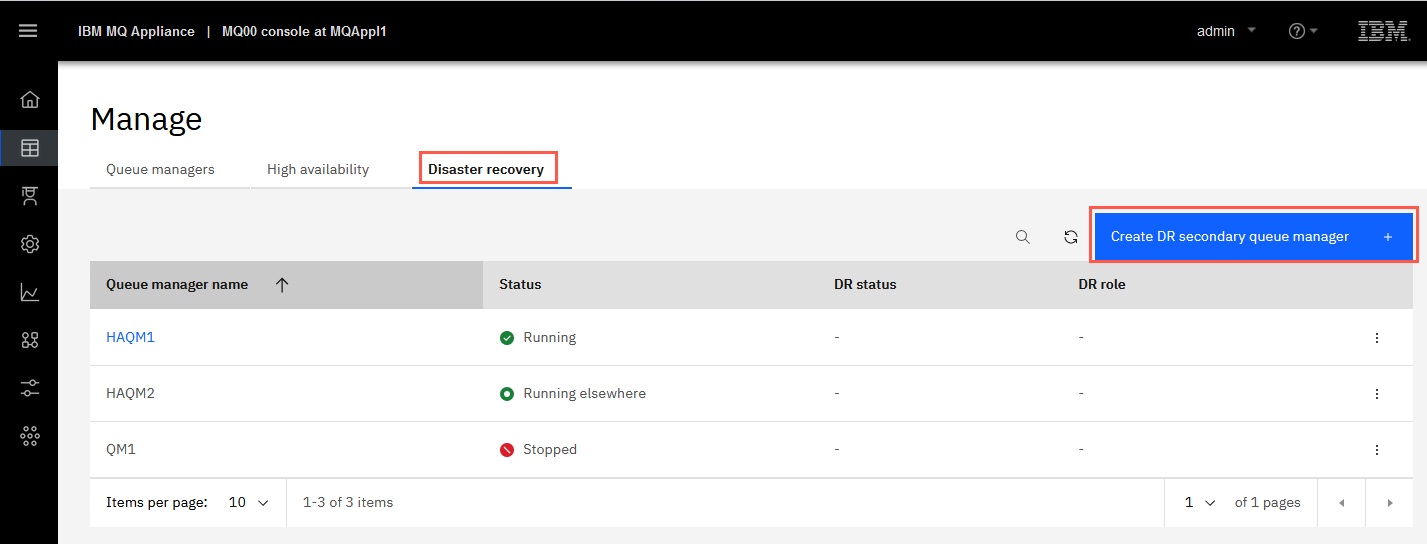 IBM MQ Appliance | MQ00 console at MQAppl1 admin ? IBM
Manage
Queue managers High availability Disaster recovery
Create DR secondary queue manager +
Queue manager name Status DR status DR role
HAQM1 Running - -
HAQM2 Running elsewhere - -
QM1 Stopped - -
Items per page: 10 1-3 of 3 items 1 of 1 pages